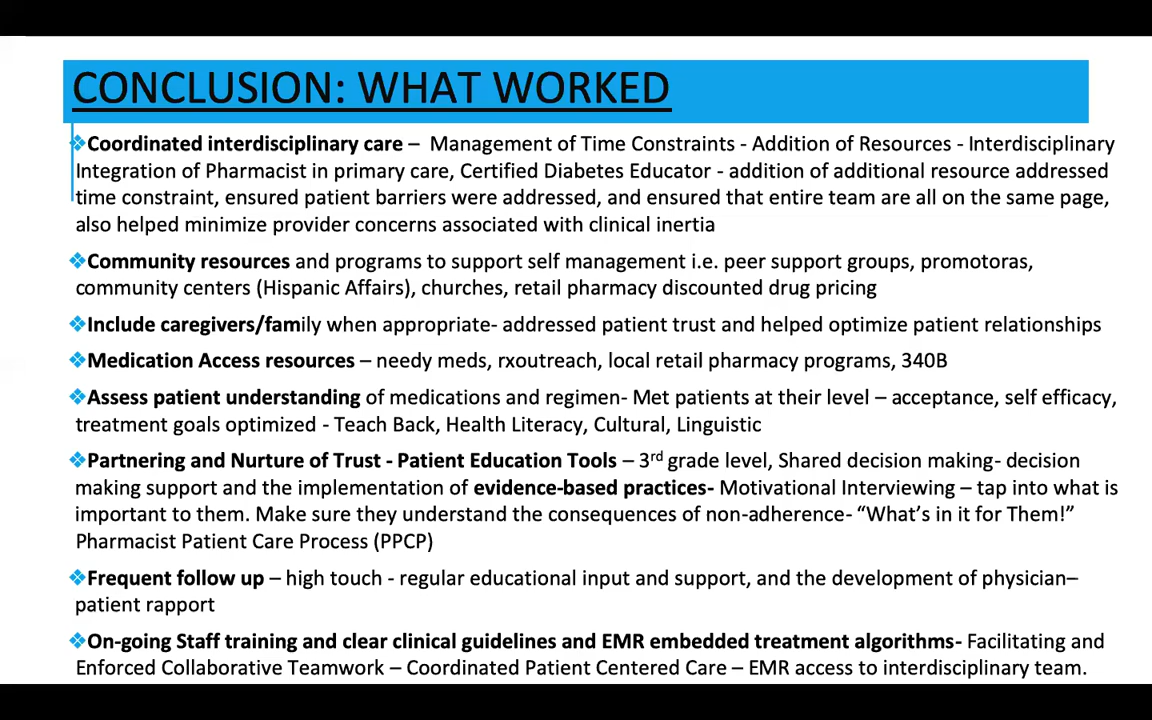 CONCLUSION: WHAT WORKED
❖Coordinated interdisciplinary care – Management of Time Constraints - Addition of Resources - Interdisciplinary
Integration of Pharmacist in primary care, Certified Diabetes Educator - addition of additional resource addressed
time constraint, ensured patient barriers were addressed, and ensured that entire team are all on the same page,
also helped minimize provider concerns associated with clinical inertia
❖Community resources and programs to support self management i.e. peer support groups, promotoras,
community centers (Hispanic Affairs), churches, retail pharmacy discounted drug pricing
❖Include caregivers/family when appropriate- addressed patient trust and helped optimize patient relationships
❖Medication Access resources – needy meds, rxoutreach, local retail pharmacy programs, 340B
❖Assess patient understanding of medications and regimen- Met patients at their level – acceptance, self efficacy,
treatment goals optimized - Teach Back, Health Literacy, Cultural, Linguistic
❖Partnering and Nurture of Trust - Patient Education Tools – 3rd grade level, Shared decision making- decision
making support and the implementation of evidence-based practices- Motivational Interviewing – tap into what is
important to them. Make sure they understand the consequences of non-adherence- “What’s in it for Them!”
Pharmacist Patient Care Process (PPCP)
❖Frequent follow up – high touch - regular educational input and support, and the development of physician–
patient rapport
❖On-going Staff training and clear clinical guidelines and EMR embedded treatment algorithms- Facilitating and
Enforced Collaborative Teamwork – Coordinated Patient Centered Care – EMR access to interdisciplinary team.